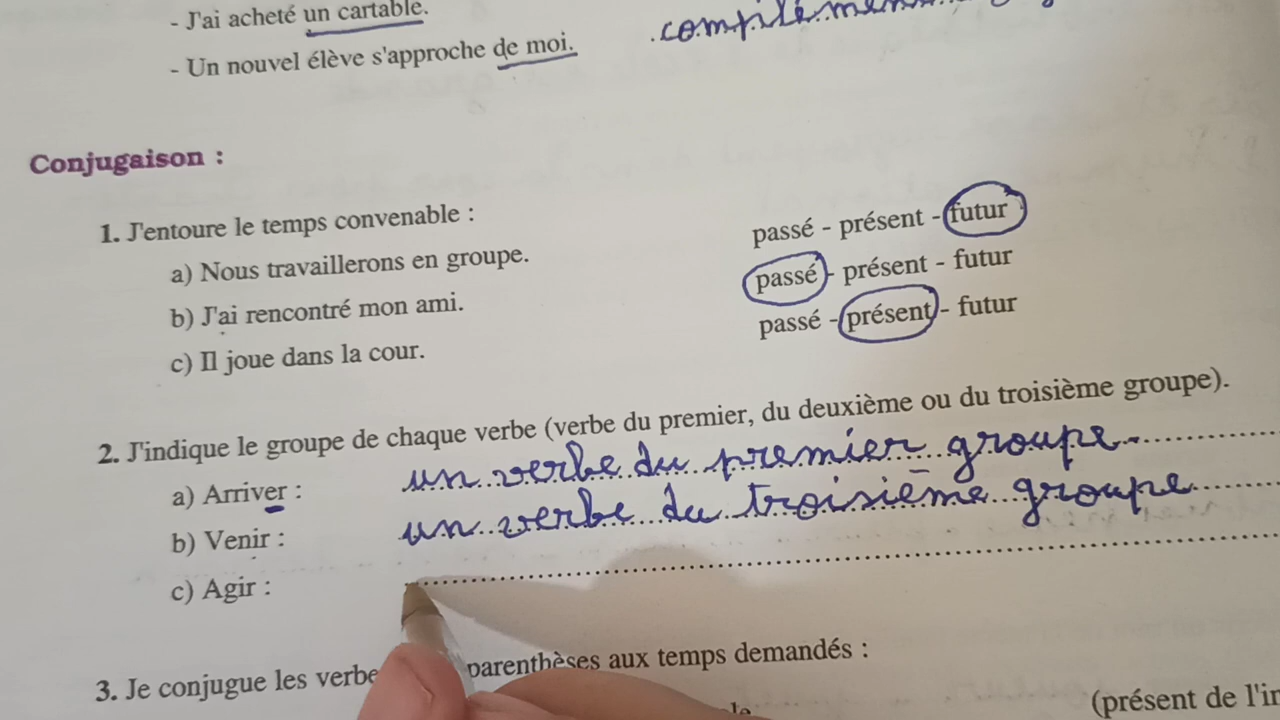 - J'ai acheté un cartable.
- Un nouvel élève s'approche de moi.
Conjugaison :
1. J'entoure le temps convenable :
a) Nous travaillerons en groupe. passé - présent - futur
b) J'ai rencontré mon ami. passé - présent - futur
c) Il joue dans la cour. passé - présent - futur
2. J'indique le groupe de chaque verbe (verbe du premier, du deuxième ou du troisième groupe).
a) Arriver : un verbe du premier groupe
b) Venir : un verbe du troisième groupe
c) Agir :
3. Je conjugue les parenthèses aux temps demandés :
(présent de